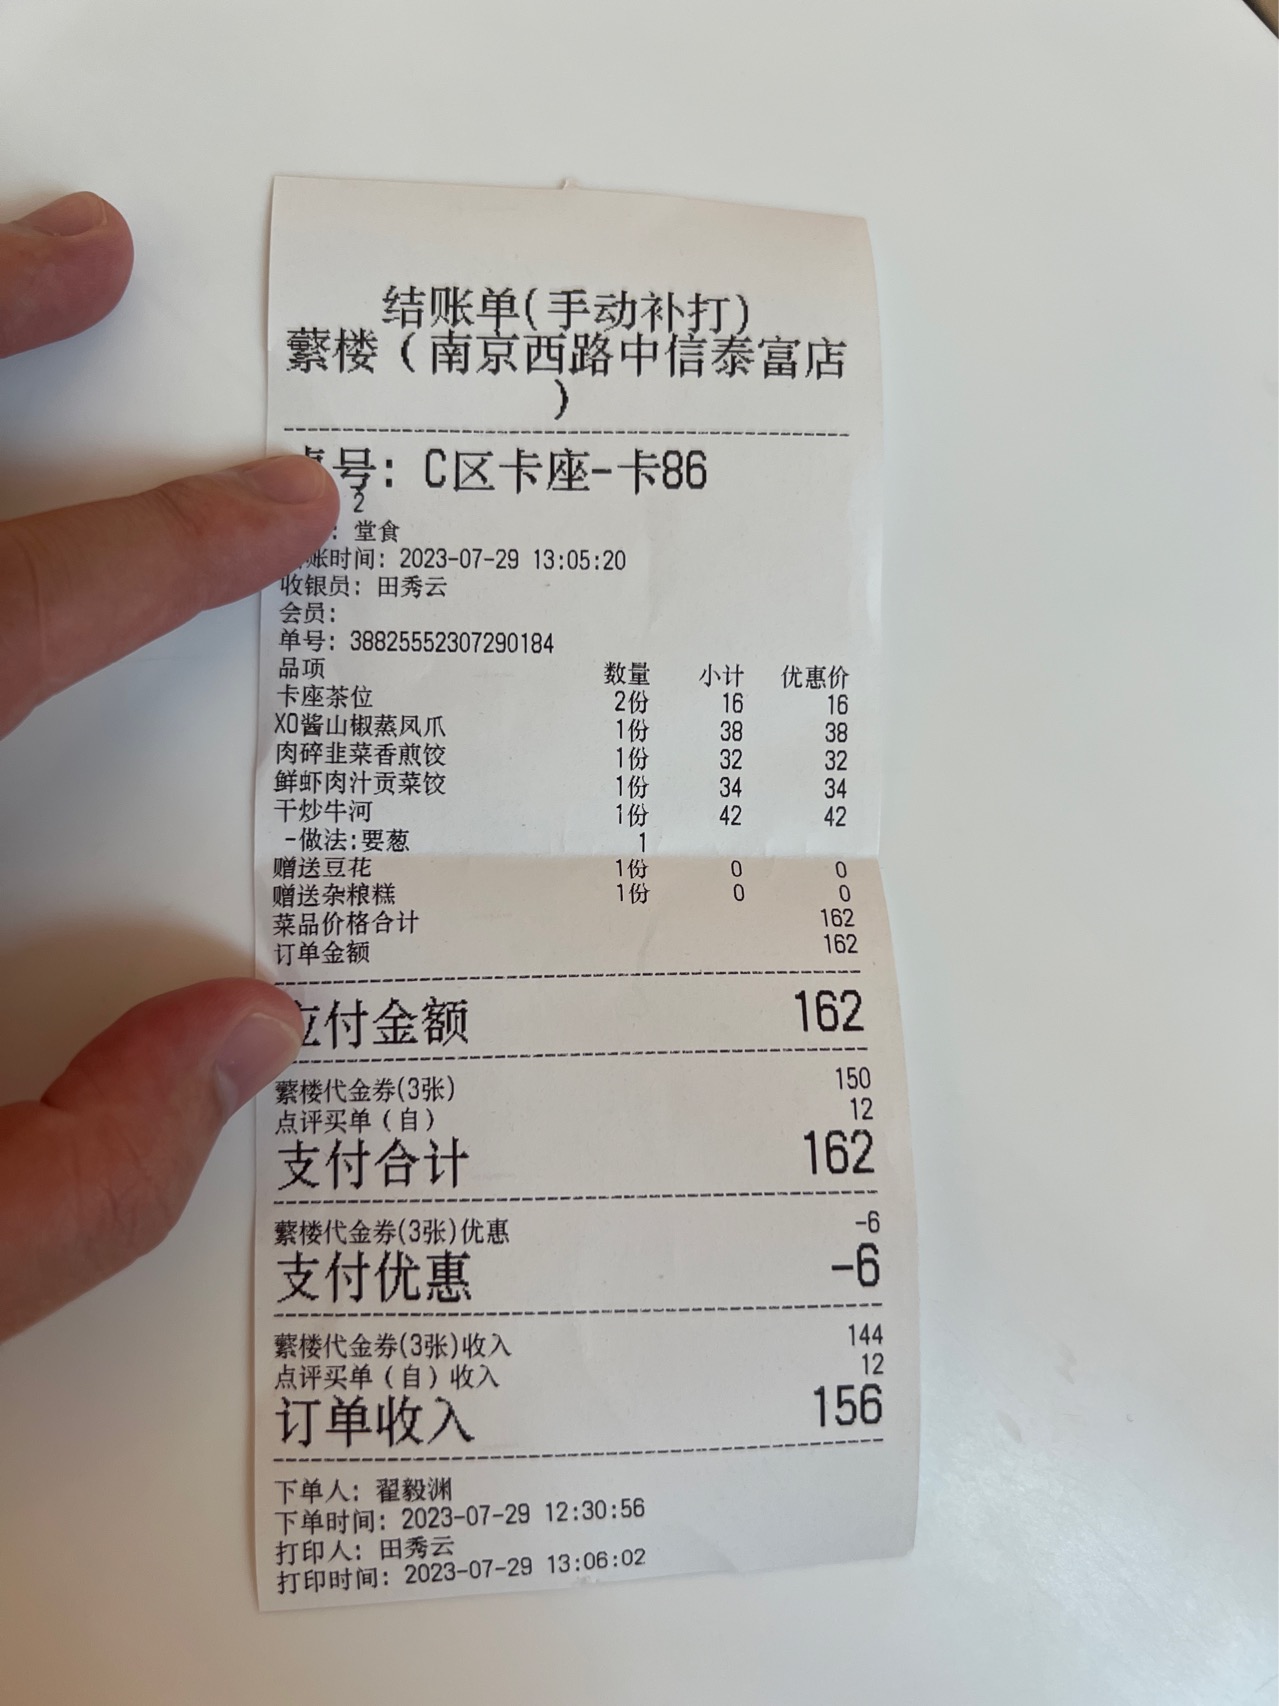 结账单(手动补打)
蘩楼（南京西路中信泰富店
）
桌号: C区卡座-卡86
2
: 堂食
账时间: 2023-07-29 13:05:20
收银员: 田秀云
会员:
单号: 38825552307290184
品项 数量 小计 优惠价
卡座茶位 2份 16 16
XO酱山椒蒸凤爪 1份 38 38
肉碎韭菜香煎饺 1份 32 32
鲜虾肉汁贡菜饺 1份 34 34
干炒牛河 1份 42 42
-做法:要葱 1
赠送豆花 1份 0 0
赠送杂粮糕 1份 0 0
菜品价格合计 162
订单金额 162
应付金额 162
蘩楼代金券(3张) 150
点评买单（自） 12
支付合计 162
蘩楼代金券(3张)优惠 -6
支付优惠 -6
蘩楼代金券(3张)收入 144
点评买单（自）收入 12
订单收入 156
下单人: 翟毅渊
下单时间: 2023-07-29 12:30:56
打印人: 田秀云
打印时间: 2023-07-29 13:06:02